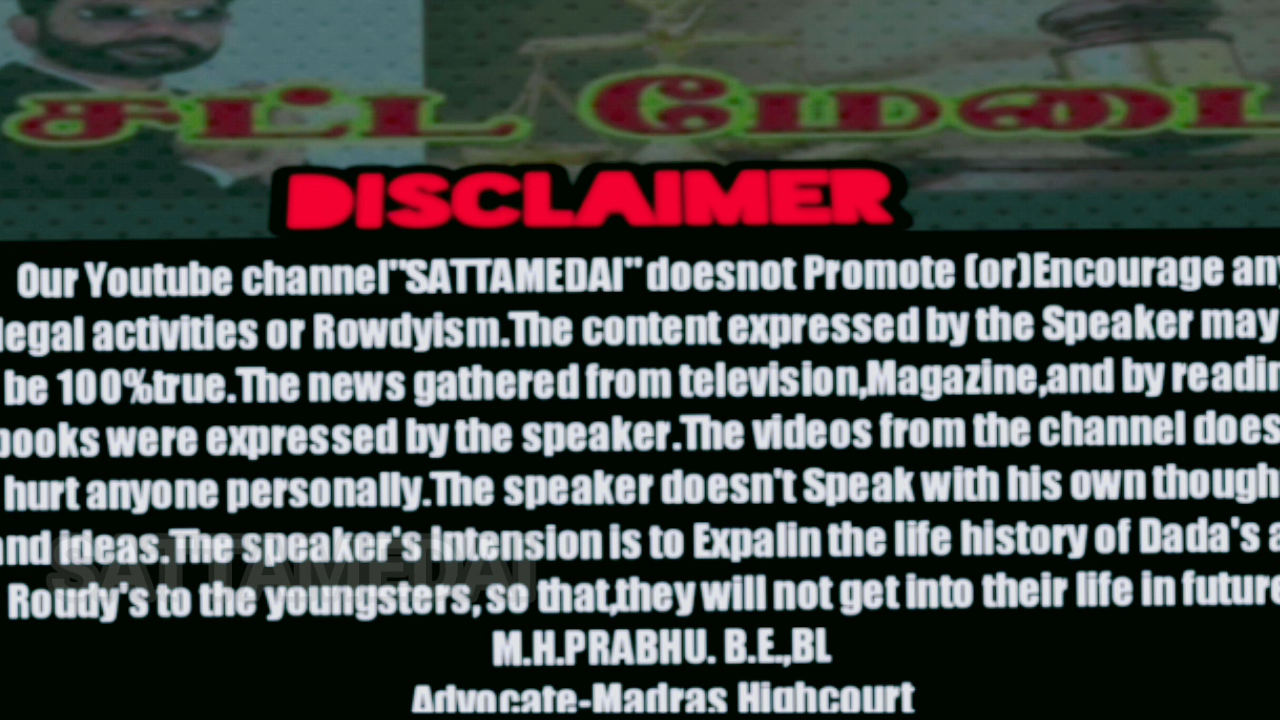 சட்ட மேடை
DISCLAIMER
Our Youtube channel"SATTAMEDAI" doesnot Promote (or)Encourage any
legal activities or Rowdyism.The content expressed by the Speaker may
be 100%true.The news gathered from television,Magazine,and by readin
books were expressed by the speaker.The videos from the channel does
hurt anyone personally.The speaker doesn't Speak with his own though
and ideas.The speaker's Intension is to Expalin the life history of Dada's a
Roudy's to the youngsters, so that,they will not get into their life in future
SATTAMEDAI
M.H.PRABHU. B.E.,BL
Advocate-Madras Highcourt